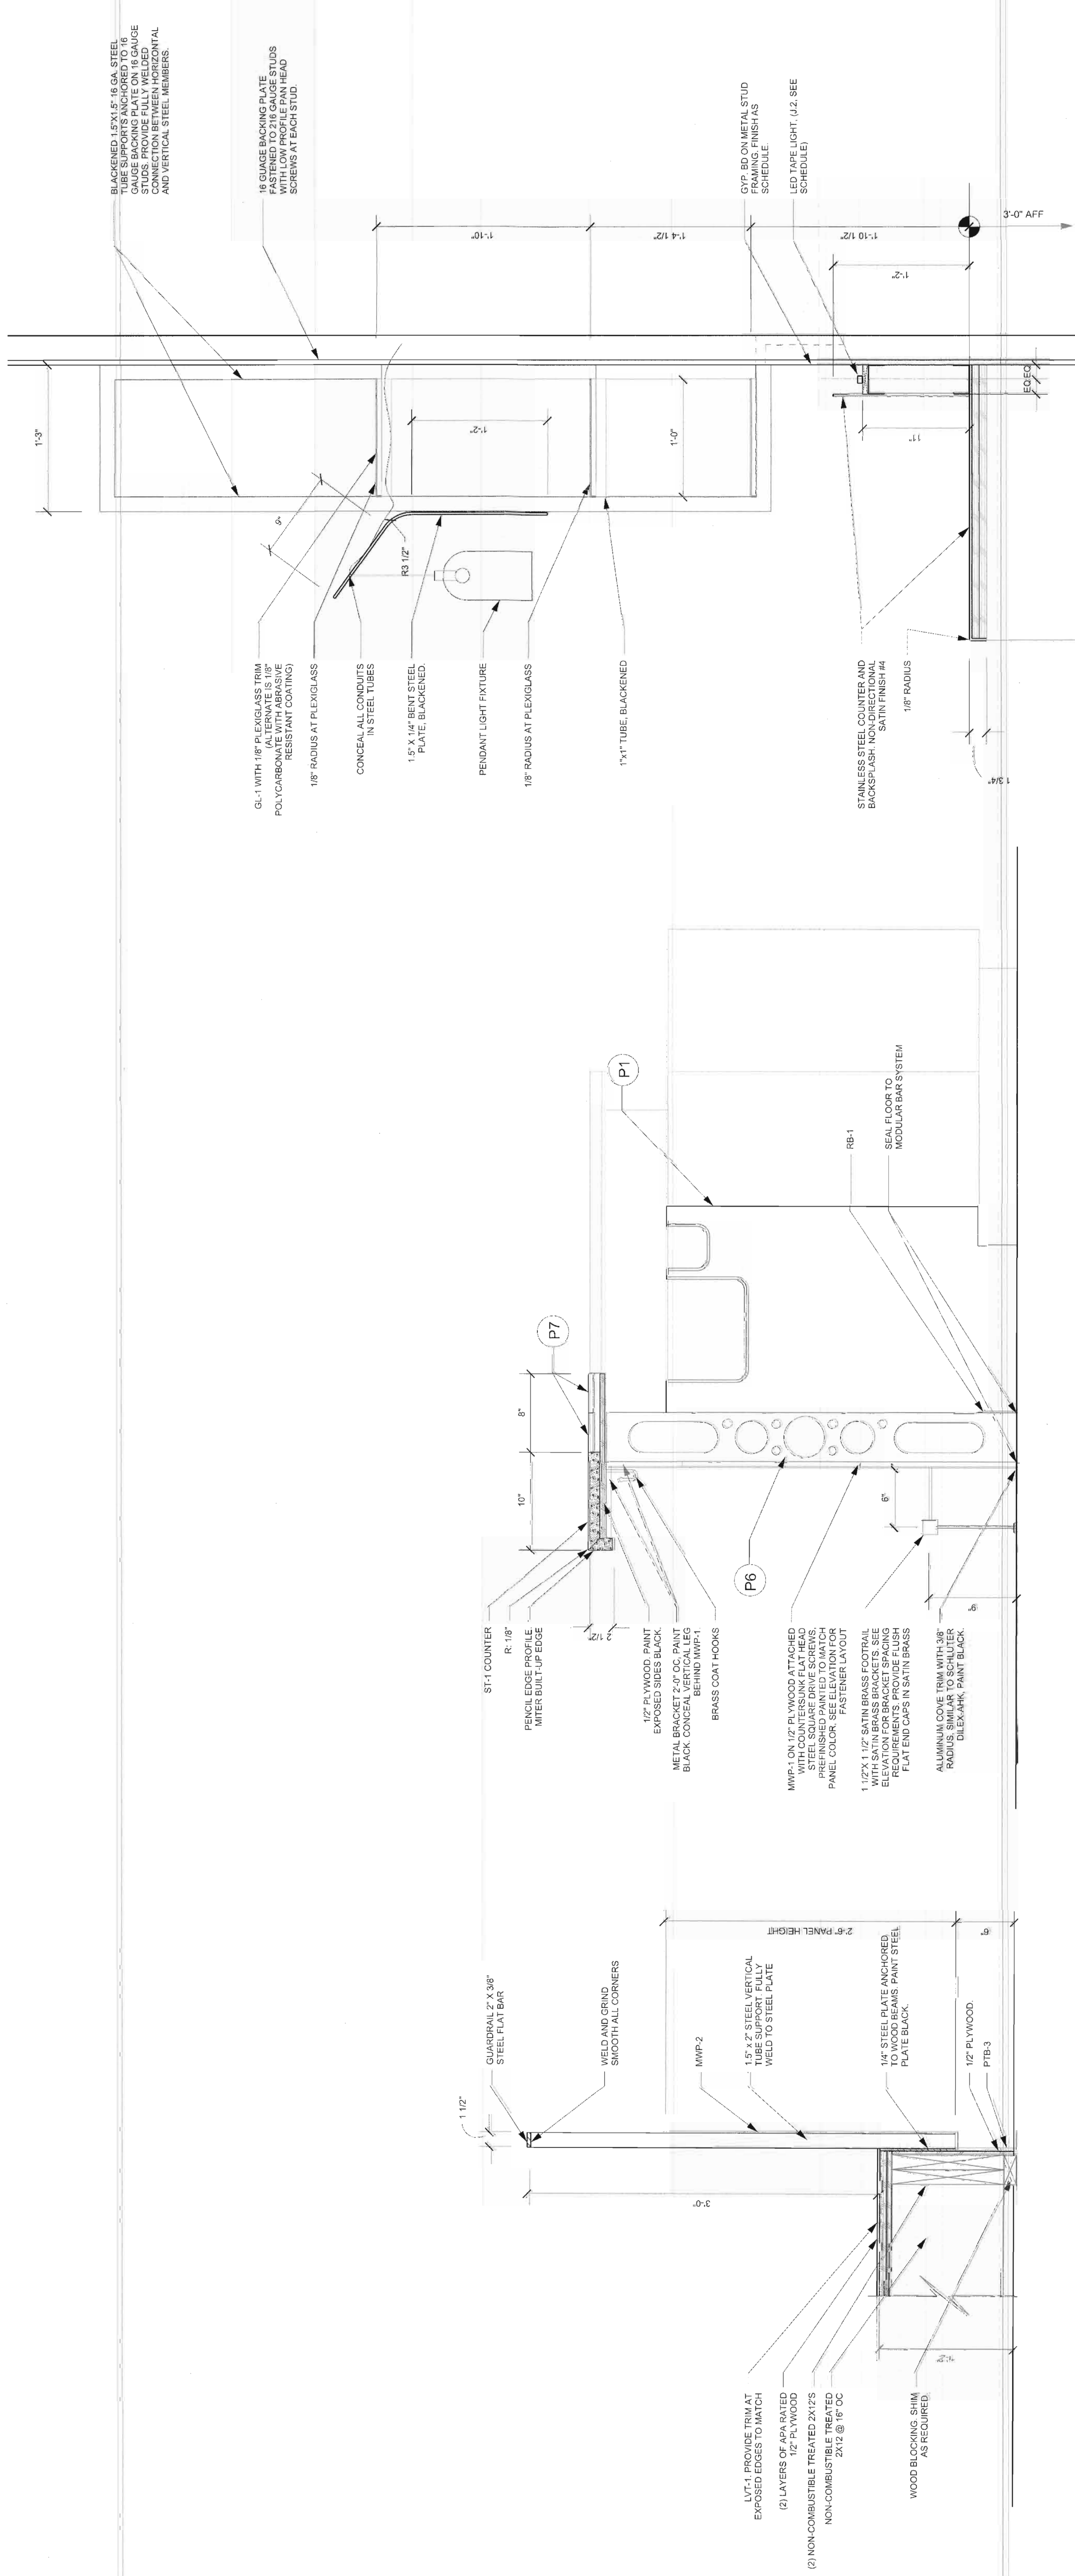 BLACKENED 1.5"X1.5" 16 GA. STEEL
TUBE SUPPORTS ANCHORED TO 16
GAUGE BACKING PLATE ON 16 GAUGE
STUDS. PROVIDE FULLY WELDED
CONNECTION BETWEEN HORIZONTAL
AND VERTICAL STEEL MEMBERS.
16 GUAGE BACKING PLATE
FASTENED TO 216 GAUGE STUDS
WITH LOW PROFILE PAN HEAD
SCREWS AT EACH STUD.
GYP. BD ON METAL STUD
FRAMING. FINISH AS
SCHEDULE.
LED TAPE LIGHT. (J.2, SEE
SCHEDULE)
3'-0" AFF
1'-10"
1'-4 1/2"
1'-10 1/2"
1'-2"
1'-3"
1'-2"
1'-0"
11"
EQ
EQ
R3 1/2"
GL-1 WITH 1/8" PLEXIGLASS TRIM
(ALTERNATE IS 1/8"
POLYCARBONATE WITH ABRASIVE
RESISTANT COATING)
1/8" RADIUS AT PLEXIGLASS
CONCEAL ALL CONDUITS
IN STEEL TUBES
1.5" X 1/4" BENT STEEL
PLATE, BLACKENED.
PENDANT LIGHT FIXTURE
1/8" RADIUS AT PLEXIGLASS
1"x1" TUBE, BLACKENED
STAINLESS STEEL COUNTER AND
BACKSPLASH. NON-DIRECTIONAL
SATIN FINISH #4
1/8" RADIUS
1 3/4"
P1
RB-1
SEAL FLOOR TO
MODULAR BAR SYSTEM
P7
8"
10"
P6
6"
2 1/2"
9"
ST-1 COUNTER
R: 1/8"
PENCIL EDGE PROFILE.
MITER BUILT-UP EDGE
1/2" PLYWOOD. PAINT
EXPOSED SIDES BLACK.
METAL BRACKET 2'-0" OC, PAINT
BLACK. CONCEAL VERTICAL LEG
BEHIND MWP-1
BRASS COAT HOOKS
MWP-1 ON 1/2" PLYWOOD ATTACHED
WITH COUNTERSUNK FLAT HEAD
STEEL SQUARE DRIVE SCREWS,
PREFINISHED PAINTED TO MATCH
PANEL COLOR. SEE ELEVATION FOR
FASTENER LAYOUT
1 1/2"X 1 1/2" SATIN BRASS FOOTRAIL
WITH SATIN BRASS BRACKETS. SEE
ELEVATION FOR BRACKET SPACING
REQUIREMENTS. PROVIDE FLUSH
FLAT END CAPS IN SATIN BRASS
ALUMINUM COVE TRIM WITH 3/8"
RADIUS, SIMILAR TO SCHLUTER
DILEX-AHK, PAINT BLACK.
2'-6" PANEL HEIGHT
6"
GUARDRAIL 2" X 3/8"
STEEL FLAT BAR
1 1/2"
WELD AND GRIND
SMOOTH ALL CORNERS
MWP-2
1.5" x 2" STEEL VERTICAL
TUBE SUPPORT. FULLY
WELD TO STEEL PLATE
1/4" STEEL PLATE ANCHORED
TO WOOD BEAMS. PAINT STEEL
PLATE BLACK.
1/2" PLYWOOD.
PTB-3
3'-0"
LVT-1. PROVIDE TRIM AT
EXPOSED EDGES TO MATCH
(2) LAYERS OF APA RATED
1/2" PLYWOOD
(2) NON-COMBUSTIBLE TREATED 2X12'S
NON-COMBUSTIBLE TREATED
2X12 @ 16" OC
WOOD BLOCKING. SHIM
AS REQUIRED.